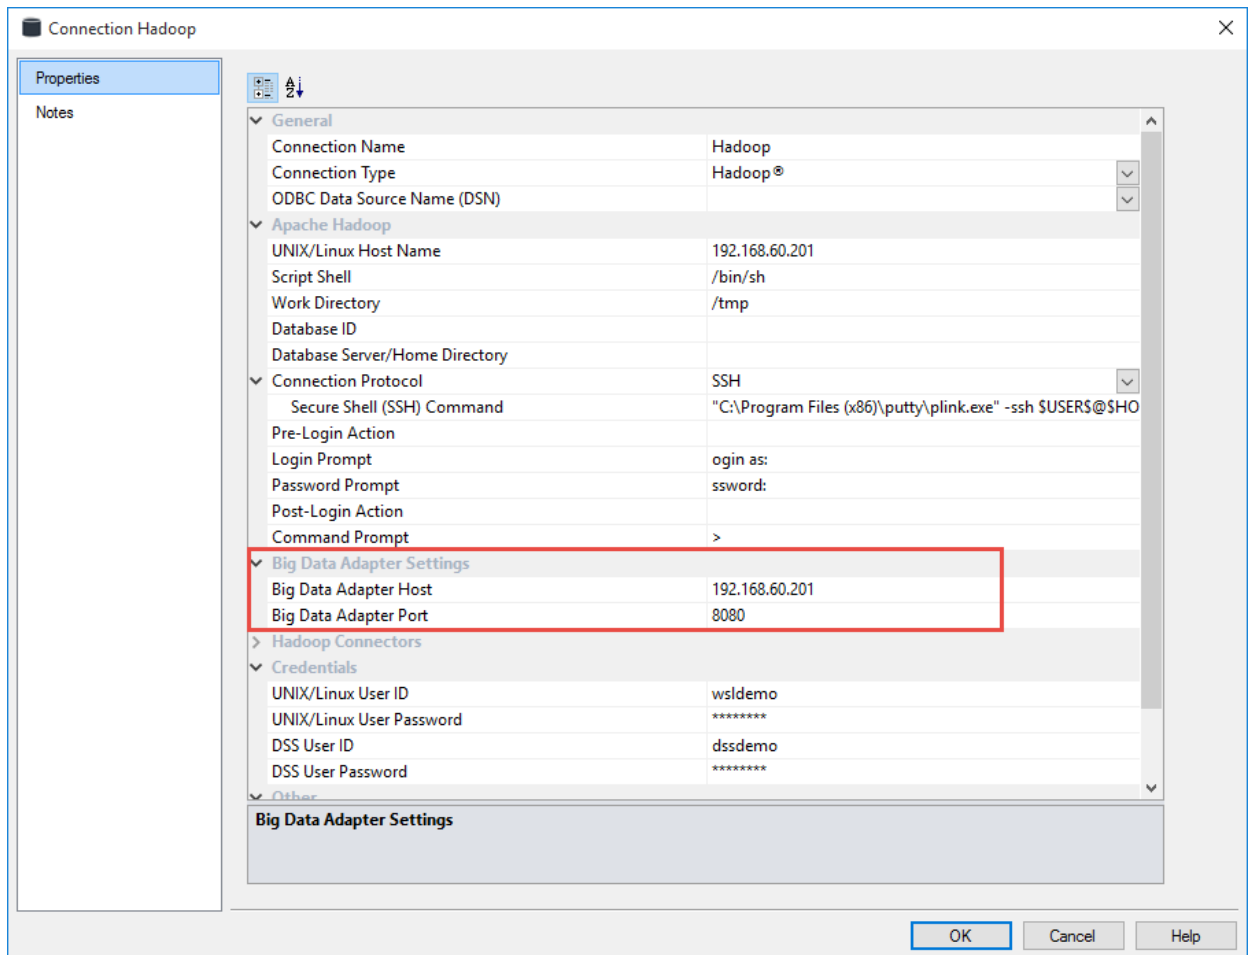 Connection Hadoop
Properties
Notes
General
Connection Name Hadoop
Connection Type Hadoop®
ODBC Data Source Name (DSN)
Apache Hadoop
UNIX/Linux Host Name 192.168.60.201
Script Shell /bin/sh
Work Directory /tmp
Database ID
Database Server/Home Directory
Connection Protocol SSH
Secure Shell (SSH) Command "C:\Program Files (x86)\putty\plink.exe" -ssh $USER$@$HO
Pre-Login Action
Login Prompt ogin as:
Password Prompt ssword:
Post-Login Action
Command Prompt >
Big Data Adapter Settings
Big Data Adapter Host 192.168.60.201
Big Data Adapter Port 8080
Hadoop Connectors
Credentials
UNIX/Linux User ID wsldemo
UNIX/Linux User Password ********
DSS User ID dssdemo
DSS User Password ********
Other
Big Data Adapter Settings
OK Cancel Help